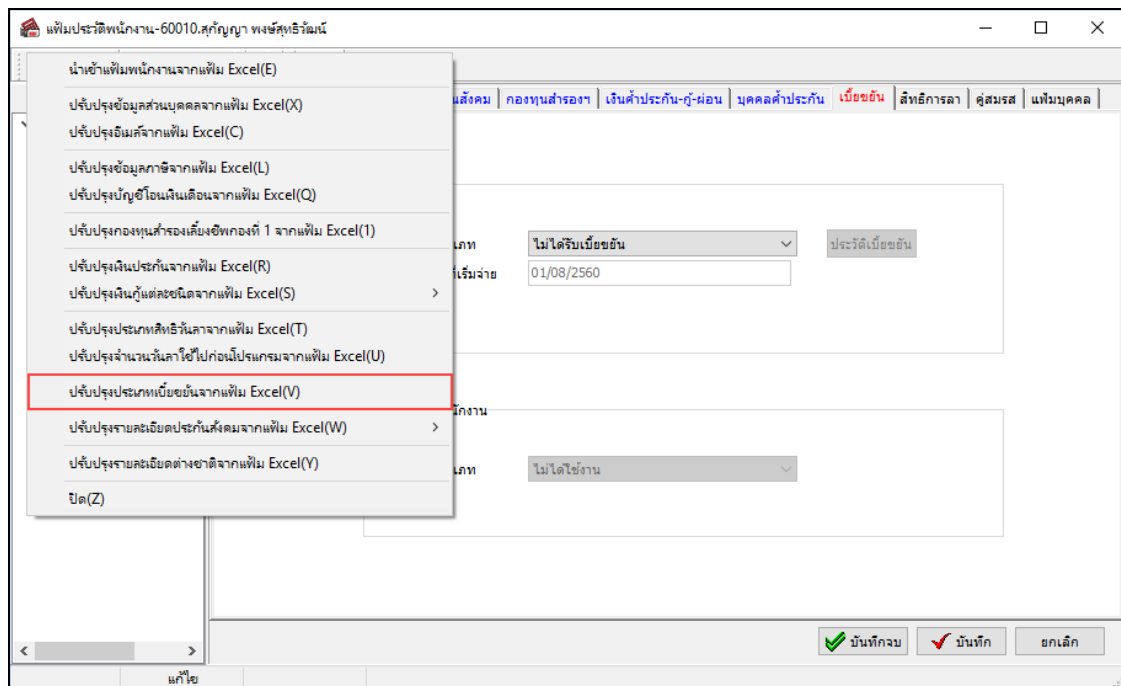 แฟ้มประวัติพนักงาน-60010.สุกัญญา พงษ์สุทธิวัฒน์
นำเข้าแฟ้มพนักงานจากแฟ้ม Excel(E)
ปรับปรุงข้อมูลส่วนบุคคลจากแฟ้ม Excel(X)
ปรับปรุงอีเมล์จากแฟ้ม Excel(C)
ปรับปรุงข้อมูลภาษีจากแฟ้ม Excel(L)
ปรับปรุงบัญชีโอนเงินเดือนจากแฟ้ม Excel(Q)
ปรับปรุงกองทุนสำรองเลี้ยงชีพกองที่ 1 จากแฟ้ม Excel(1)
ปรับปรุงเงินประกันจากแฟ้ม Excel(R)
ปรับปรุงเงินกู้แต่ละชนิดจากแฟ้ม Excel(S)
ปรับปรุงประเภทสิทธิวันลาจากแฟ้ม Excel(T)
ปรับปรุงจำนวนวันลาใช้ไปก่อนโปรแกรมจากแฟ้ม Excel(U)
ปรับปรุงประเภทเบี้ยขยันจากแฟ้ม Excel(V)
ปรับปรุงรายละเอียดประกันสังคมจากแฟ้ม Excel(W)
ปรับปรุงรายละเอียดต่างชาติจากแฟ้ม Excel(Y)
ปิด(Z)
นสังคม กองทุนสำรองฯ เงินค้ำประกัน-กู้-ผ่อน บุคคลค้ำประกัน เบี้ยขยัน สิทธิการลา คู่สมรส แฟ้มบุคคล
เภท ไม่ได้รับเบี้ยขยัน ประวัติเบี้ยขยัน
ที่เริ่มจ่าย 01/08/2560
นักงาน
เภท ไม่ได้ใช้งาน
บันทึกจบ บันทึก ยกเลิก
แก้ไข